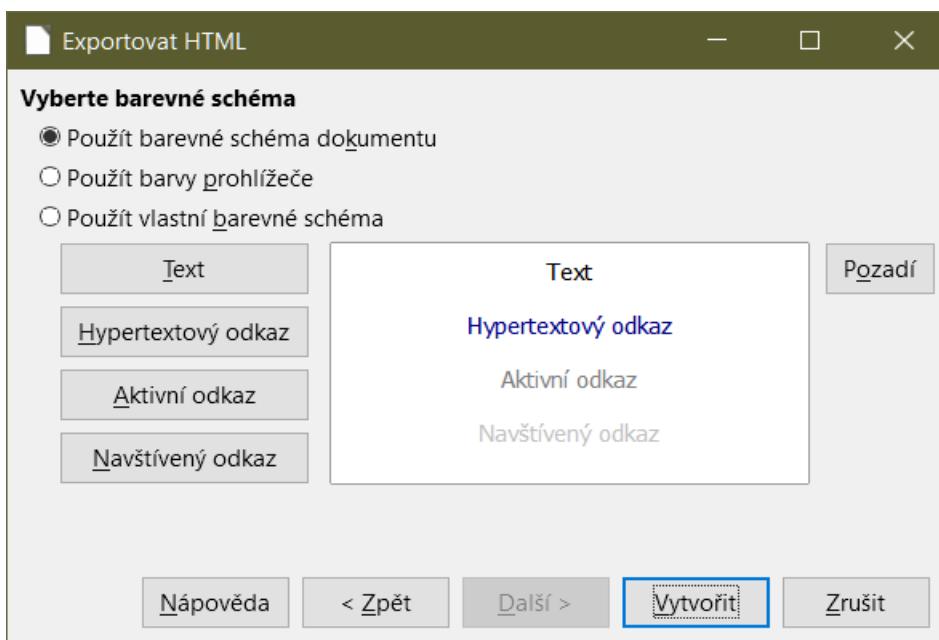 Exportovat HTML
Vyberte barevné schéma
Použít barevné schéma dokumentu
Použít barvy prohlížeče
Použít vlastní barevné schéma
Text
Text
Pozadí
Hypertextový odkaz
Hypertextový odkaz
Aktivní odkaz
Aktivní odkaz
Navštívený odkaz
Navštívený odkaz
Nápověda
< Zpět
Další >
Vytvořit
Zrušit